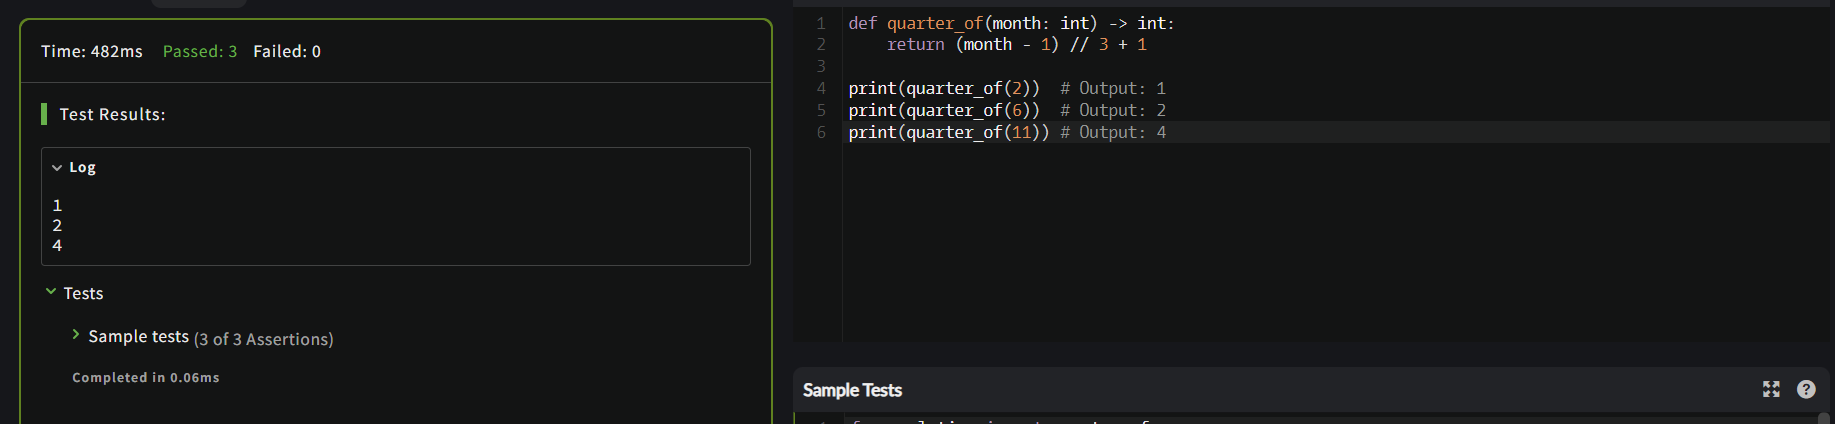 Time: 482ms Passed: 3 Failed: 0
Test Results:
Log
1
2
4
Tests
Sample tests (3 of 3 Assertions)
Completed in 0.06ms
1 def quarter_of(month: int) -> int:
2     return (month - 1) // 3 + 1
3
4 print(quarter_of(2))  # Output: 1
5 print(quarter_of(6))  # Output: 2
6 print(quarter_of(11)) # Output: 4
Sample Tests